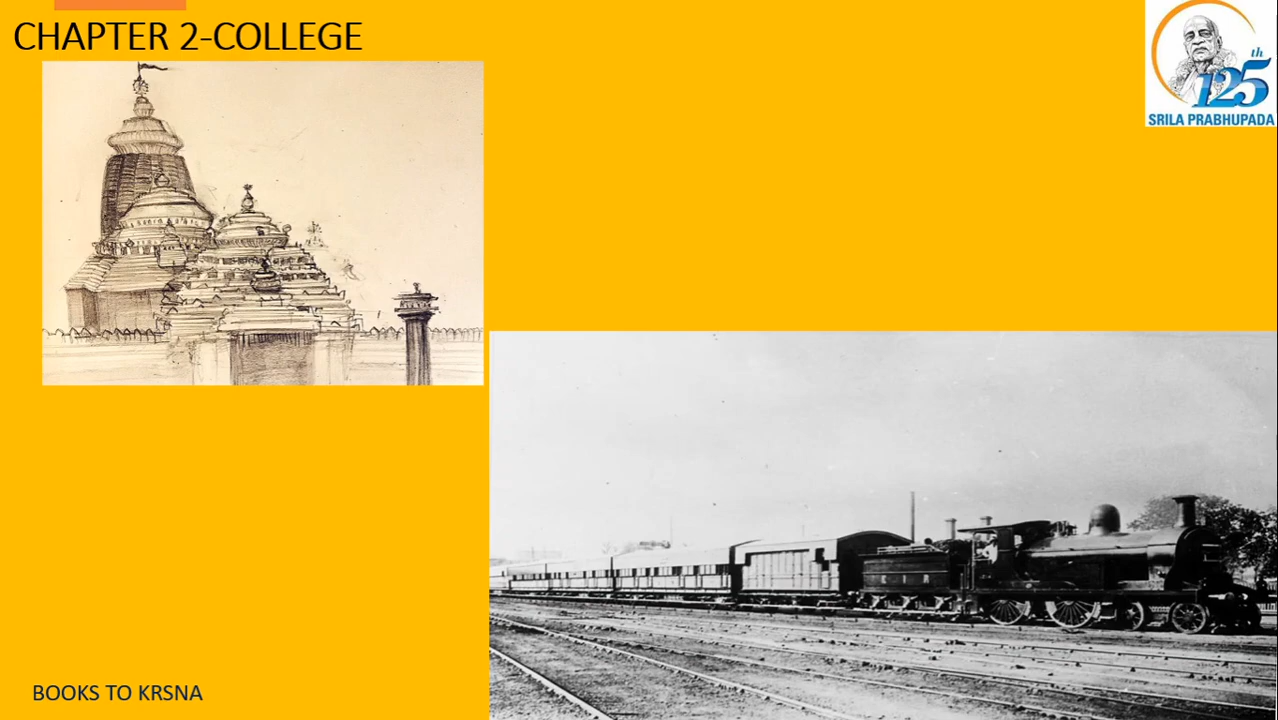 CHAPTER 2-COLLEGE
125th
SRILA PRABHUPADA
BOOKS TO KRSNA